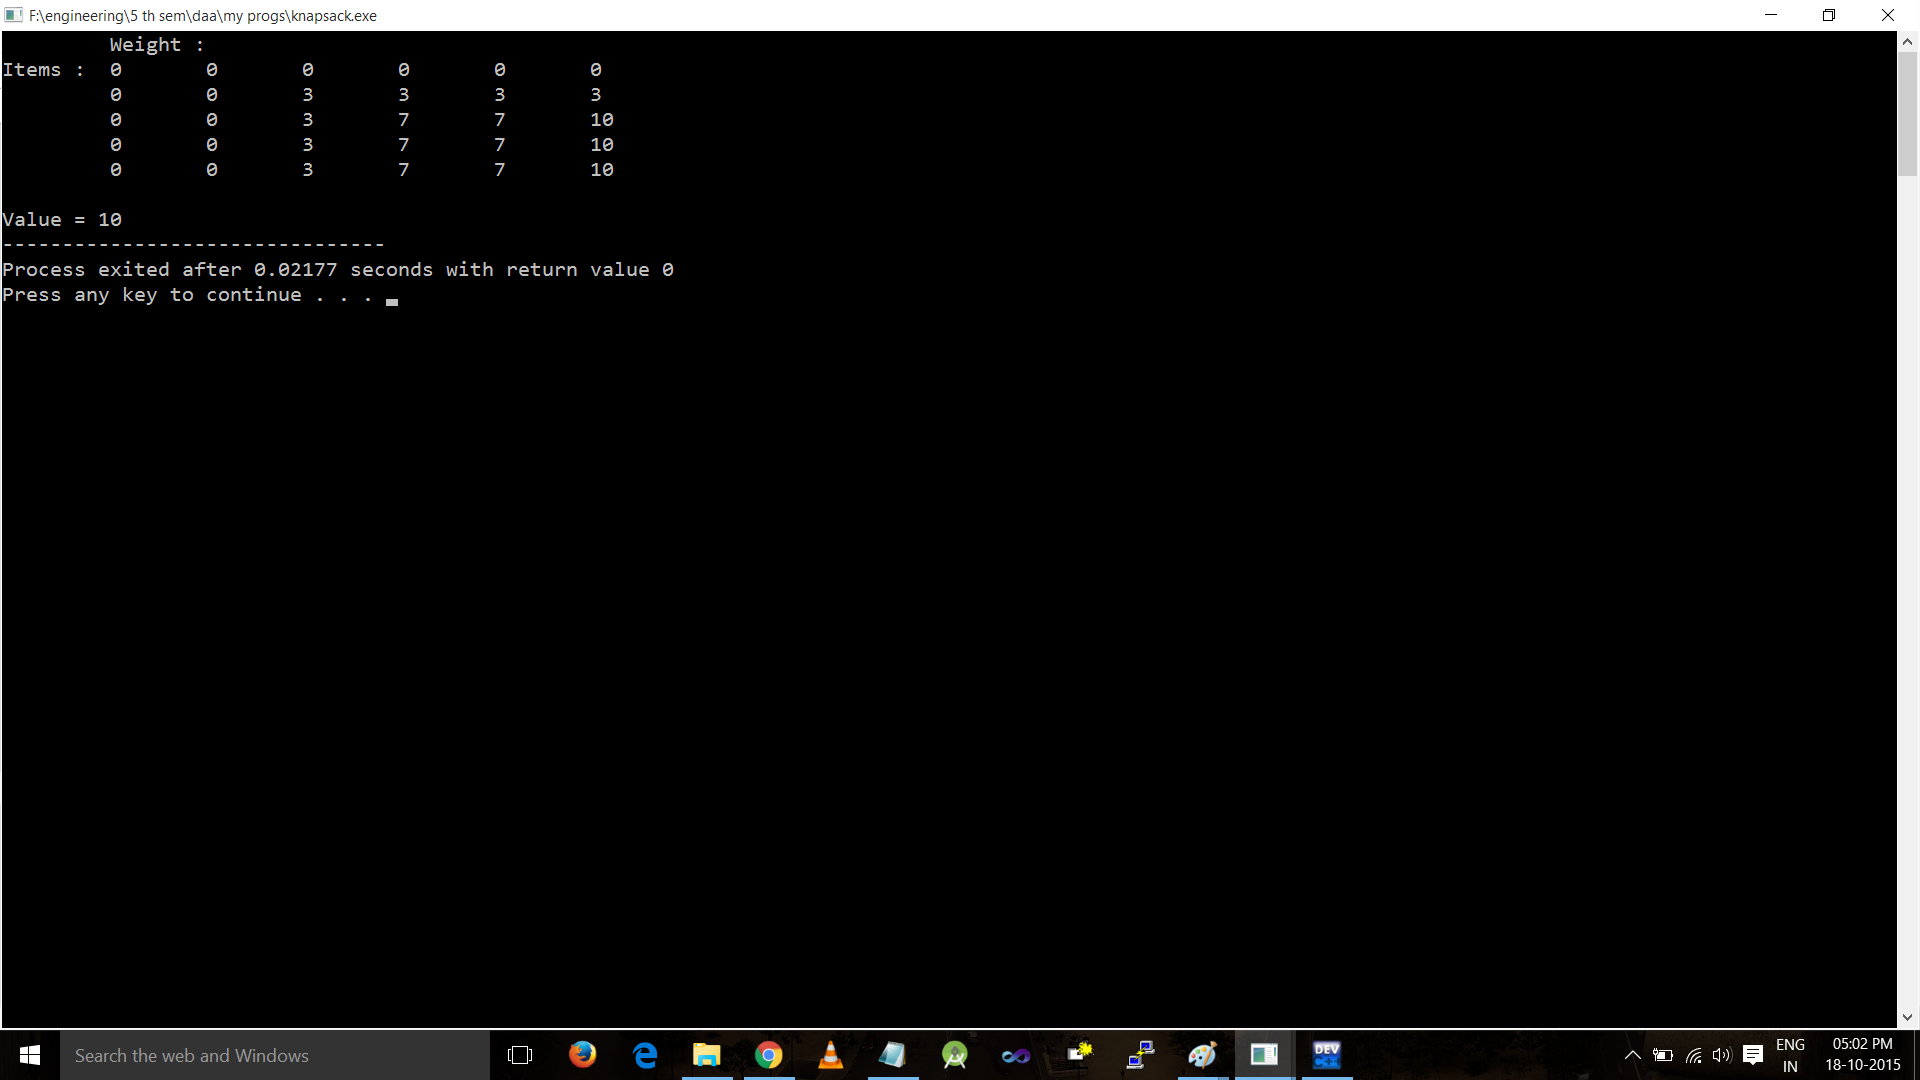 F:\engineering\5 th sem\daa\my progs\knapsack.exe
Weight :
Items : 0 0 0 0 0 0
0 0 3 3 3 3
0 0 3 7 7 10
0 0 3 7 7 10
0 0 3 7 7 10
Value = 10
--------------------------------
Process exited after 0.02177 seconds with return value 0
Press any key to continue . . .
Search the web and Windows
DEV
ENG
IN
05:02 PM
18-10-2015